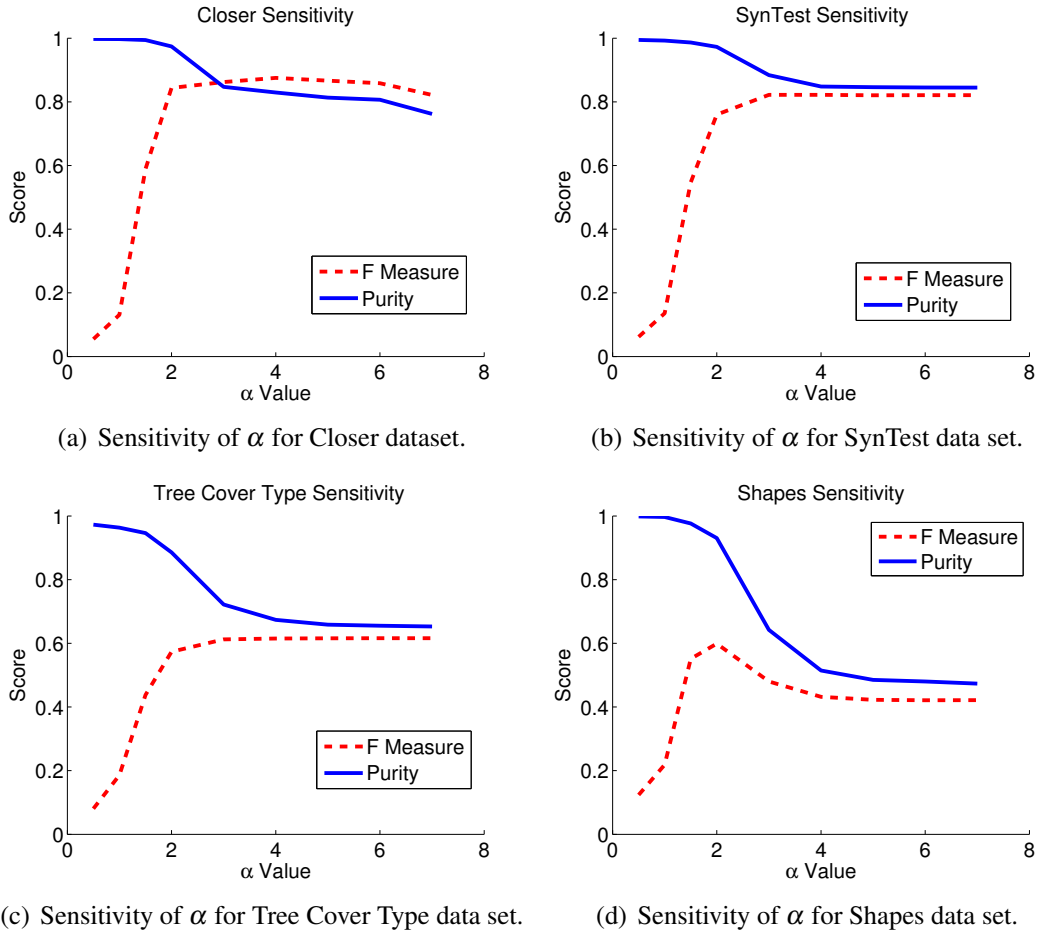 Closer Sensitivity
1
0.8
0.6
0.4
0.2
0
Score
F Measure
Purity
0 2 4 6 8
α Value
(a) Sensitivity of α for Closer dataset.
SynTest Sensitivity
1
0.8
0.6
0.4
0.2
0
Score
F Measure
Purity
0 2 4 6 8
α Value
(b) Sensitivity of α for SynTest data set.
Tree Cover Type Sensitivity
1
0.8
0.6
0.4
0.2
0
Score
F Measure
Purity
0 2 4 6 8
α Value
(c) Sensitivity of α for Tree Cover Type data set.
Shapes Sensitivity
1
0.8
0.6
0.4
0.2
0
Score
F Measure
Purity
0 2 4 6 8
α Value
(d) Sensitivity of α for Shapes data set.